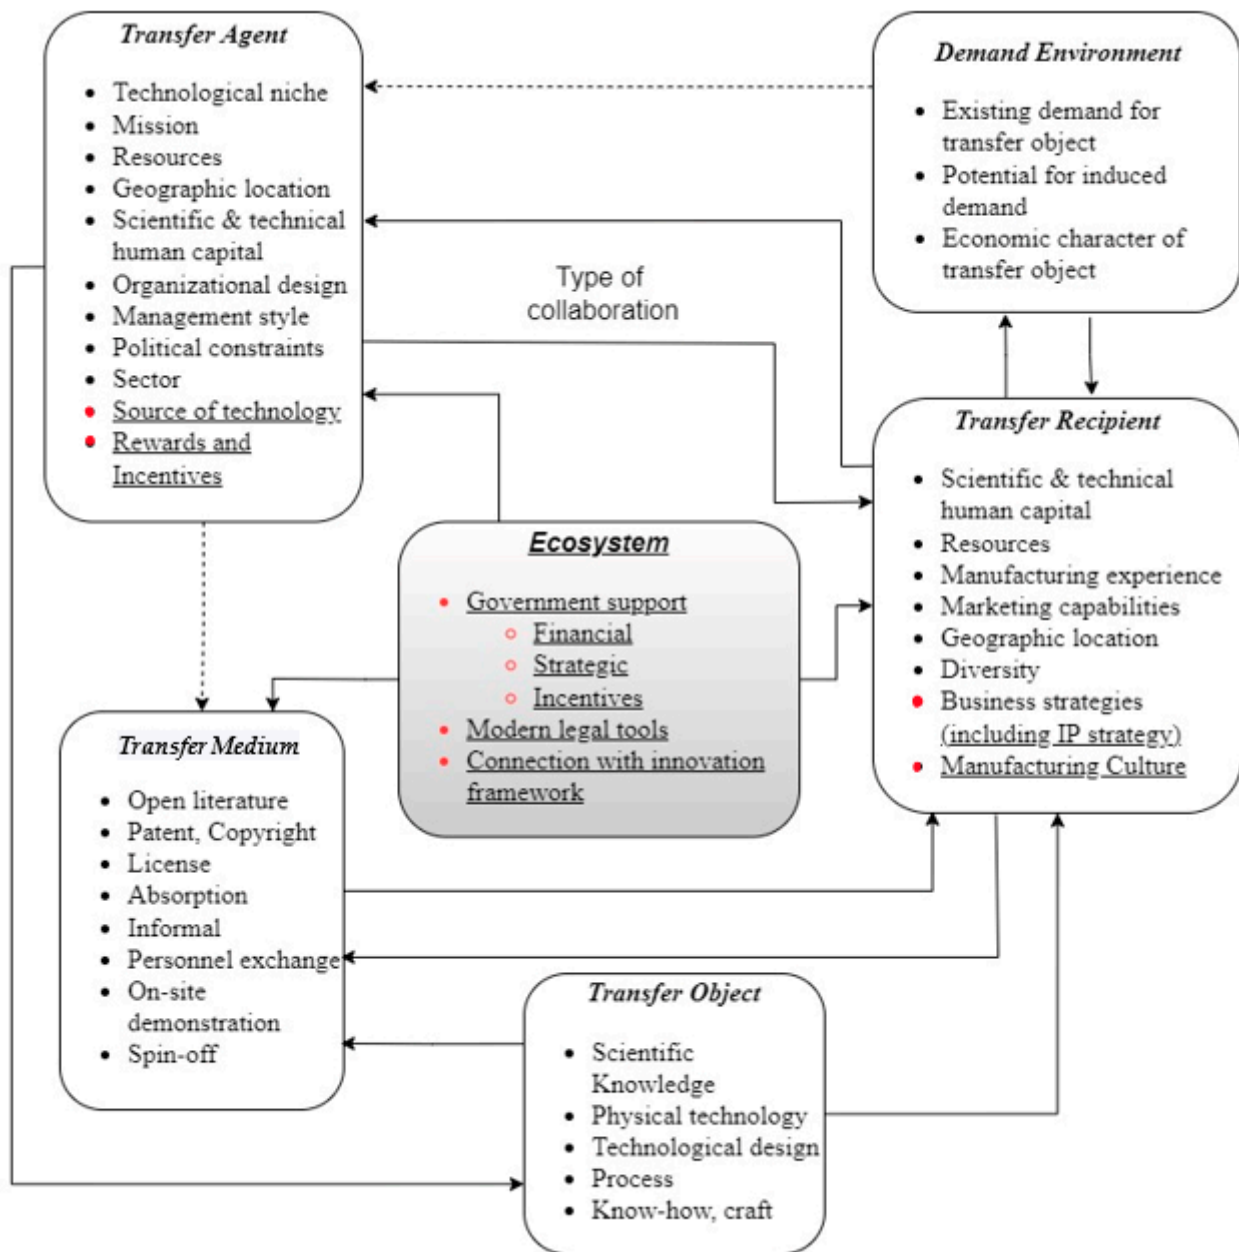 Transfer Agent
• Technological niche
• Mission
• Resources
• Geographic location
• Scientific & technical
human capital
• Organizational design
• Management style
• Political constraints
• Sector
• Source of technology
• Rewards and
Incentives
Demand Environment
• Existing demand for
transfer object
• Potential for induced
demand
• Economic character of
transfer object
Type of
collaboration
Transfer Recipient
• Scientific & technical
human capital
• Resources
• Manufacturing experience
• Marketing capabilities
• Geographic location
• Diversity
• Business strategies
(including IP strategy)
• Manufacturing Culture
Ecosystem
• Government support
○ Financial
○ Strategic
○ Incentives
• Modern legal tools
• Connection with innovation
framework
Transfer Medium
• Open literature
• Patent, Copyright
• License
• Absorption
• Informal
• Personnel exchange
• On-site
demonstration
• Spin-off
Transfer Object
• Scientific
Knowledge
• Physical technology
• Technological design
• Process
• Know-how, craft